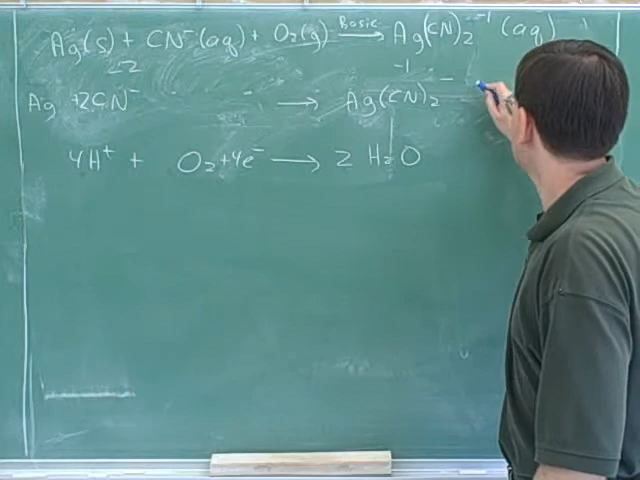 Ag(s) + CN⁻(aq) + O₂(g) Basic → Ag(CN)₂⁻¹ (aq)
-2 2 -1
Ag + 2CN⁻ → Ag(CN)₂⁻
4H⁺ + O₂ + 4e⁻ → 2 H₂O